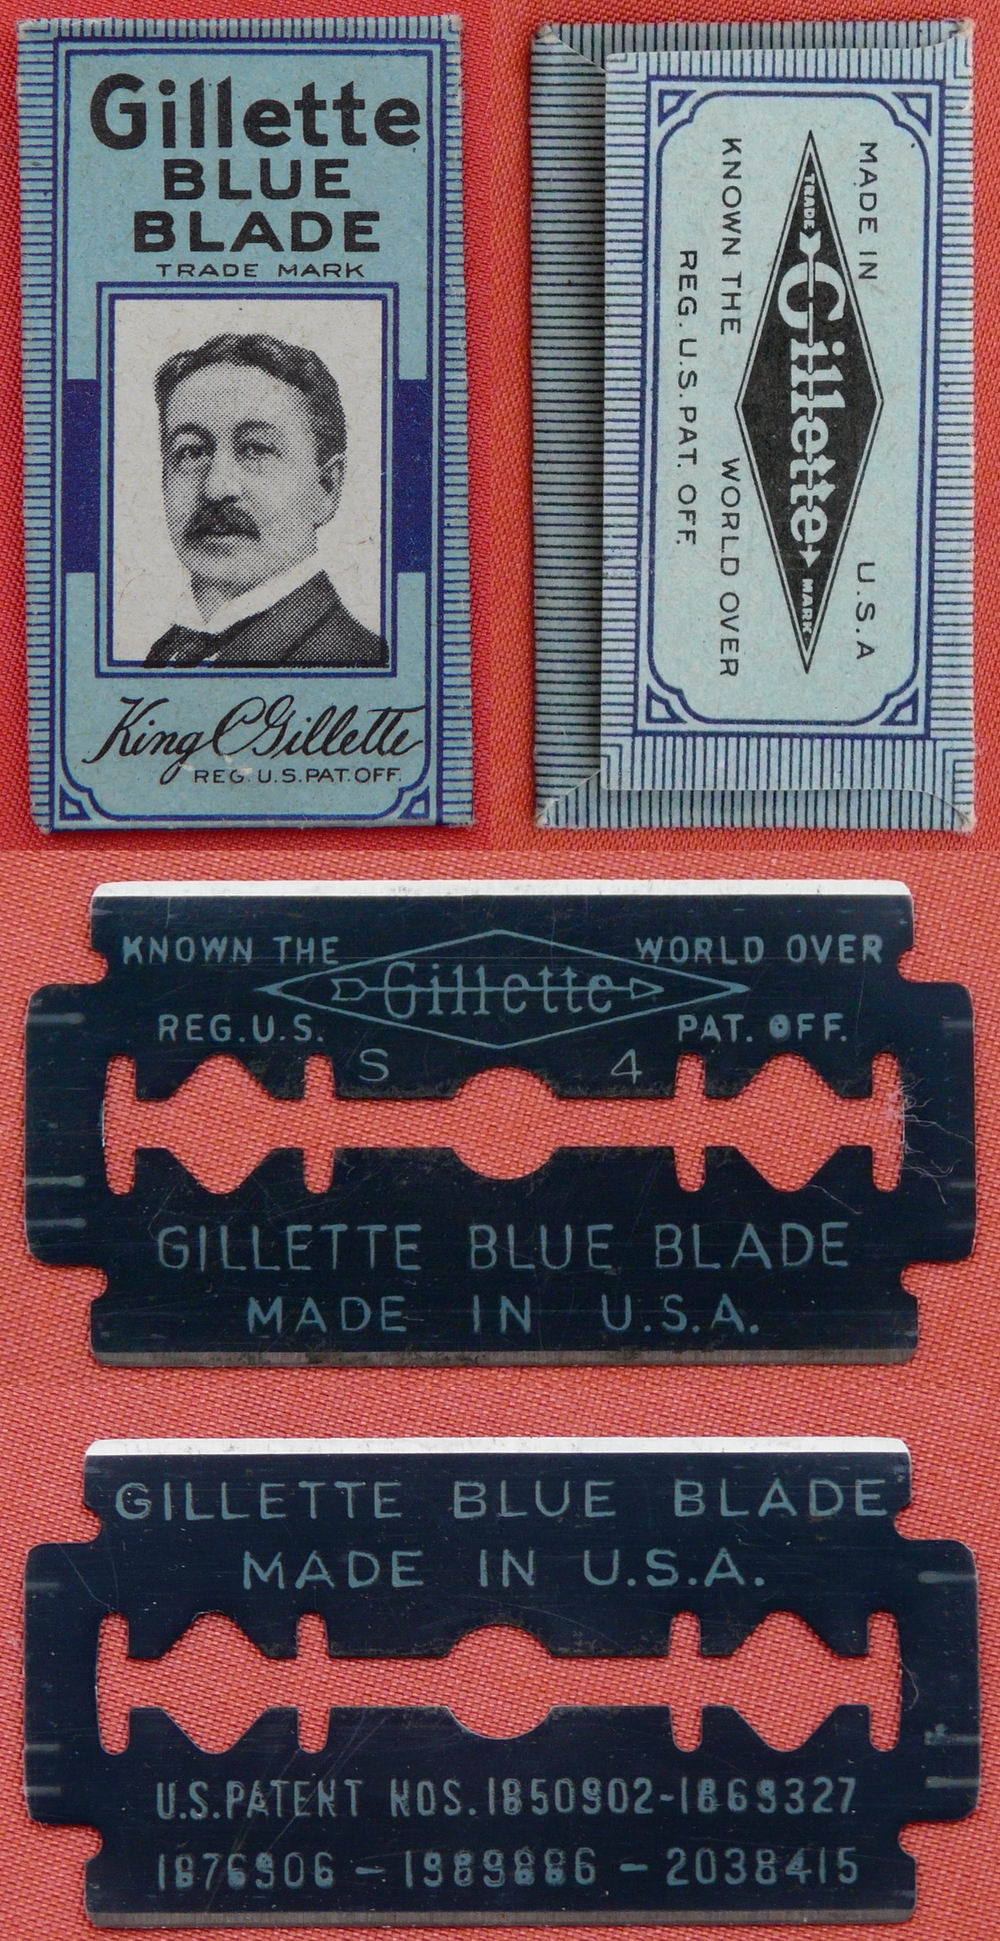 Gillette
BLUE
BLADE
TRADE MARK
King C Gillette
REG. U.S. PAT. OFF.
MADE IN U.S.A
TRADE Gillette MARK
KNOWN THE WORLD OVER
REG. U.S. PAT. OFF.
KNOWN THE WORLD OVER
Gillette
REG. U.S. PAT. OFF.
S 4
GILLETTE BLUE BLADE
MADE IN U.S.A.
GILLETTE BLUE BLADE
MADE IN U.S.A.
U.S. PATENT NOS. 1850902-1869327
1876906 - 1989886 - 2038415